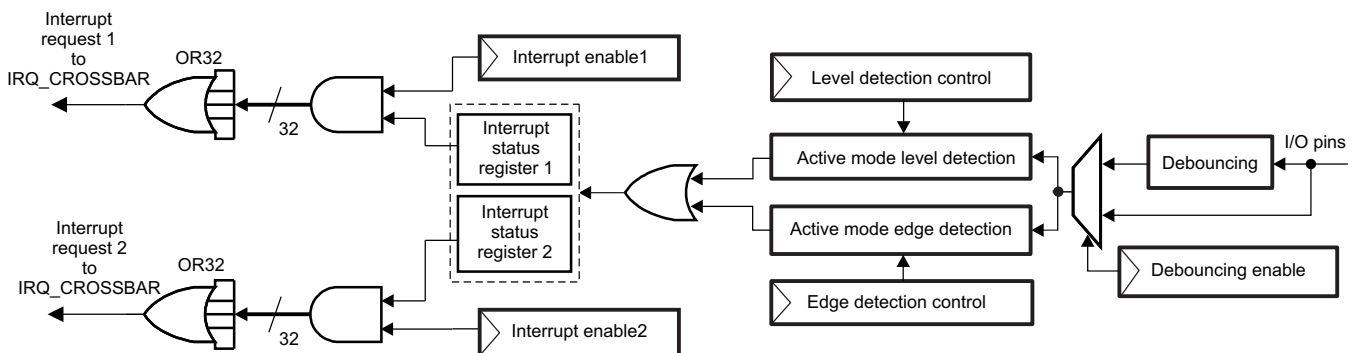 Interrupt
request 1
to
IRQ_CROSSBAR
OR32
32
Interrupt enable1
Interrupt
status
register 1
Interrupt
status
register 2
Level detection control
Active mode level detection
Active mode edge detection
Edge detection control
I/O pins
Debouncing
Debouncing enable
Interrupt
request 2
to
IRQ_CROSSBAR
OR32
32
Interrupt enable2